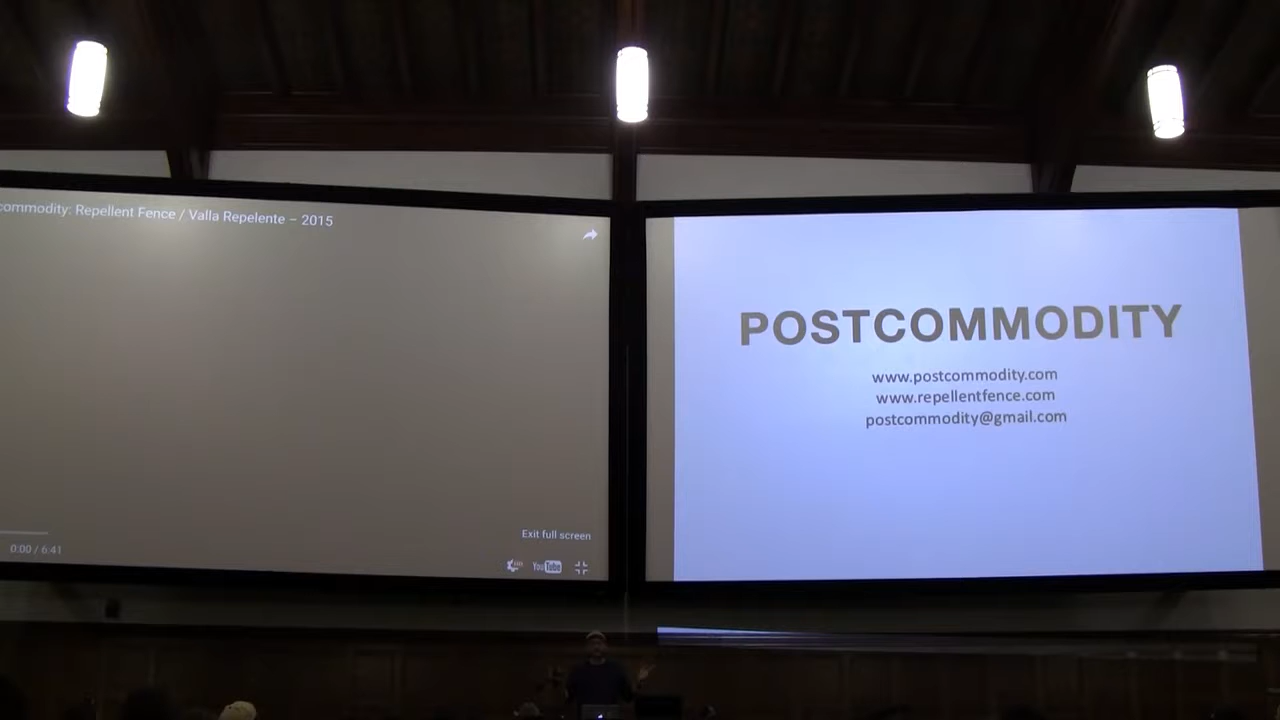 commodity: Repellent Fence / Valla Repelente – 2015
0:00 / 6:41
Exit full screen
YouTube
POSTCOMMODITY
www.postcommodity.com
www.repellentfence.com
postcommodity@gmail.com